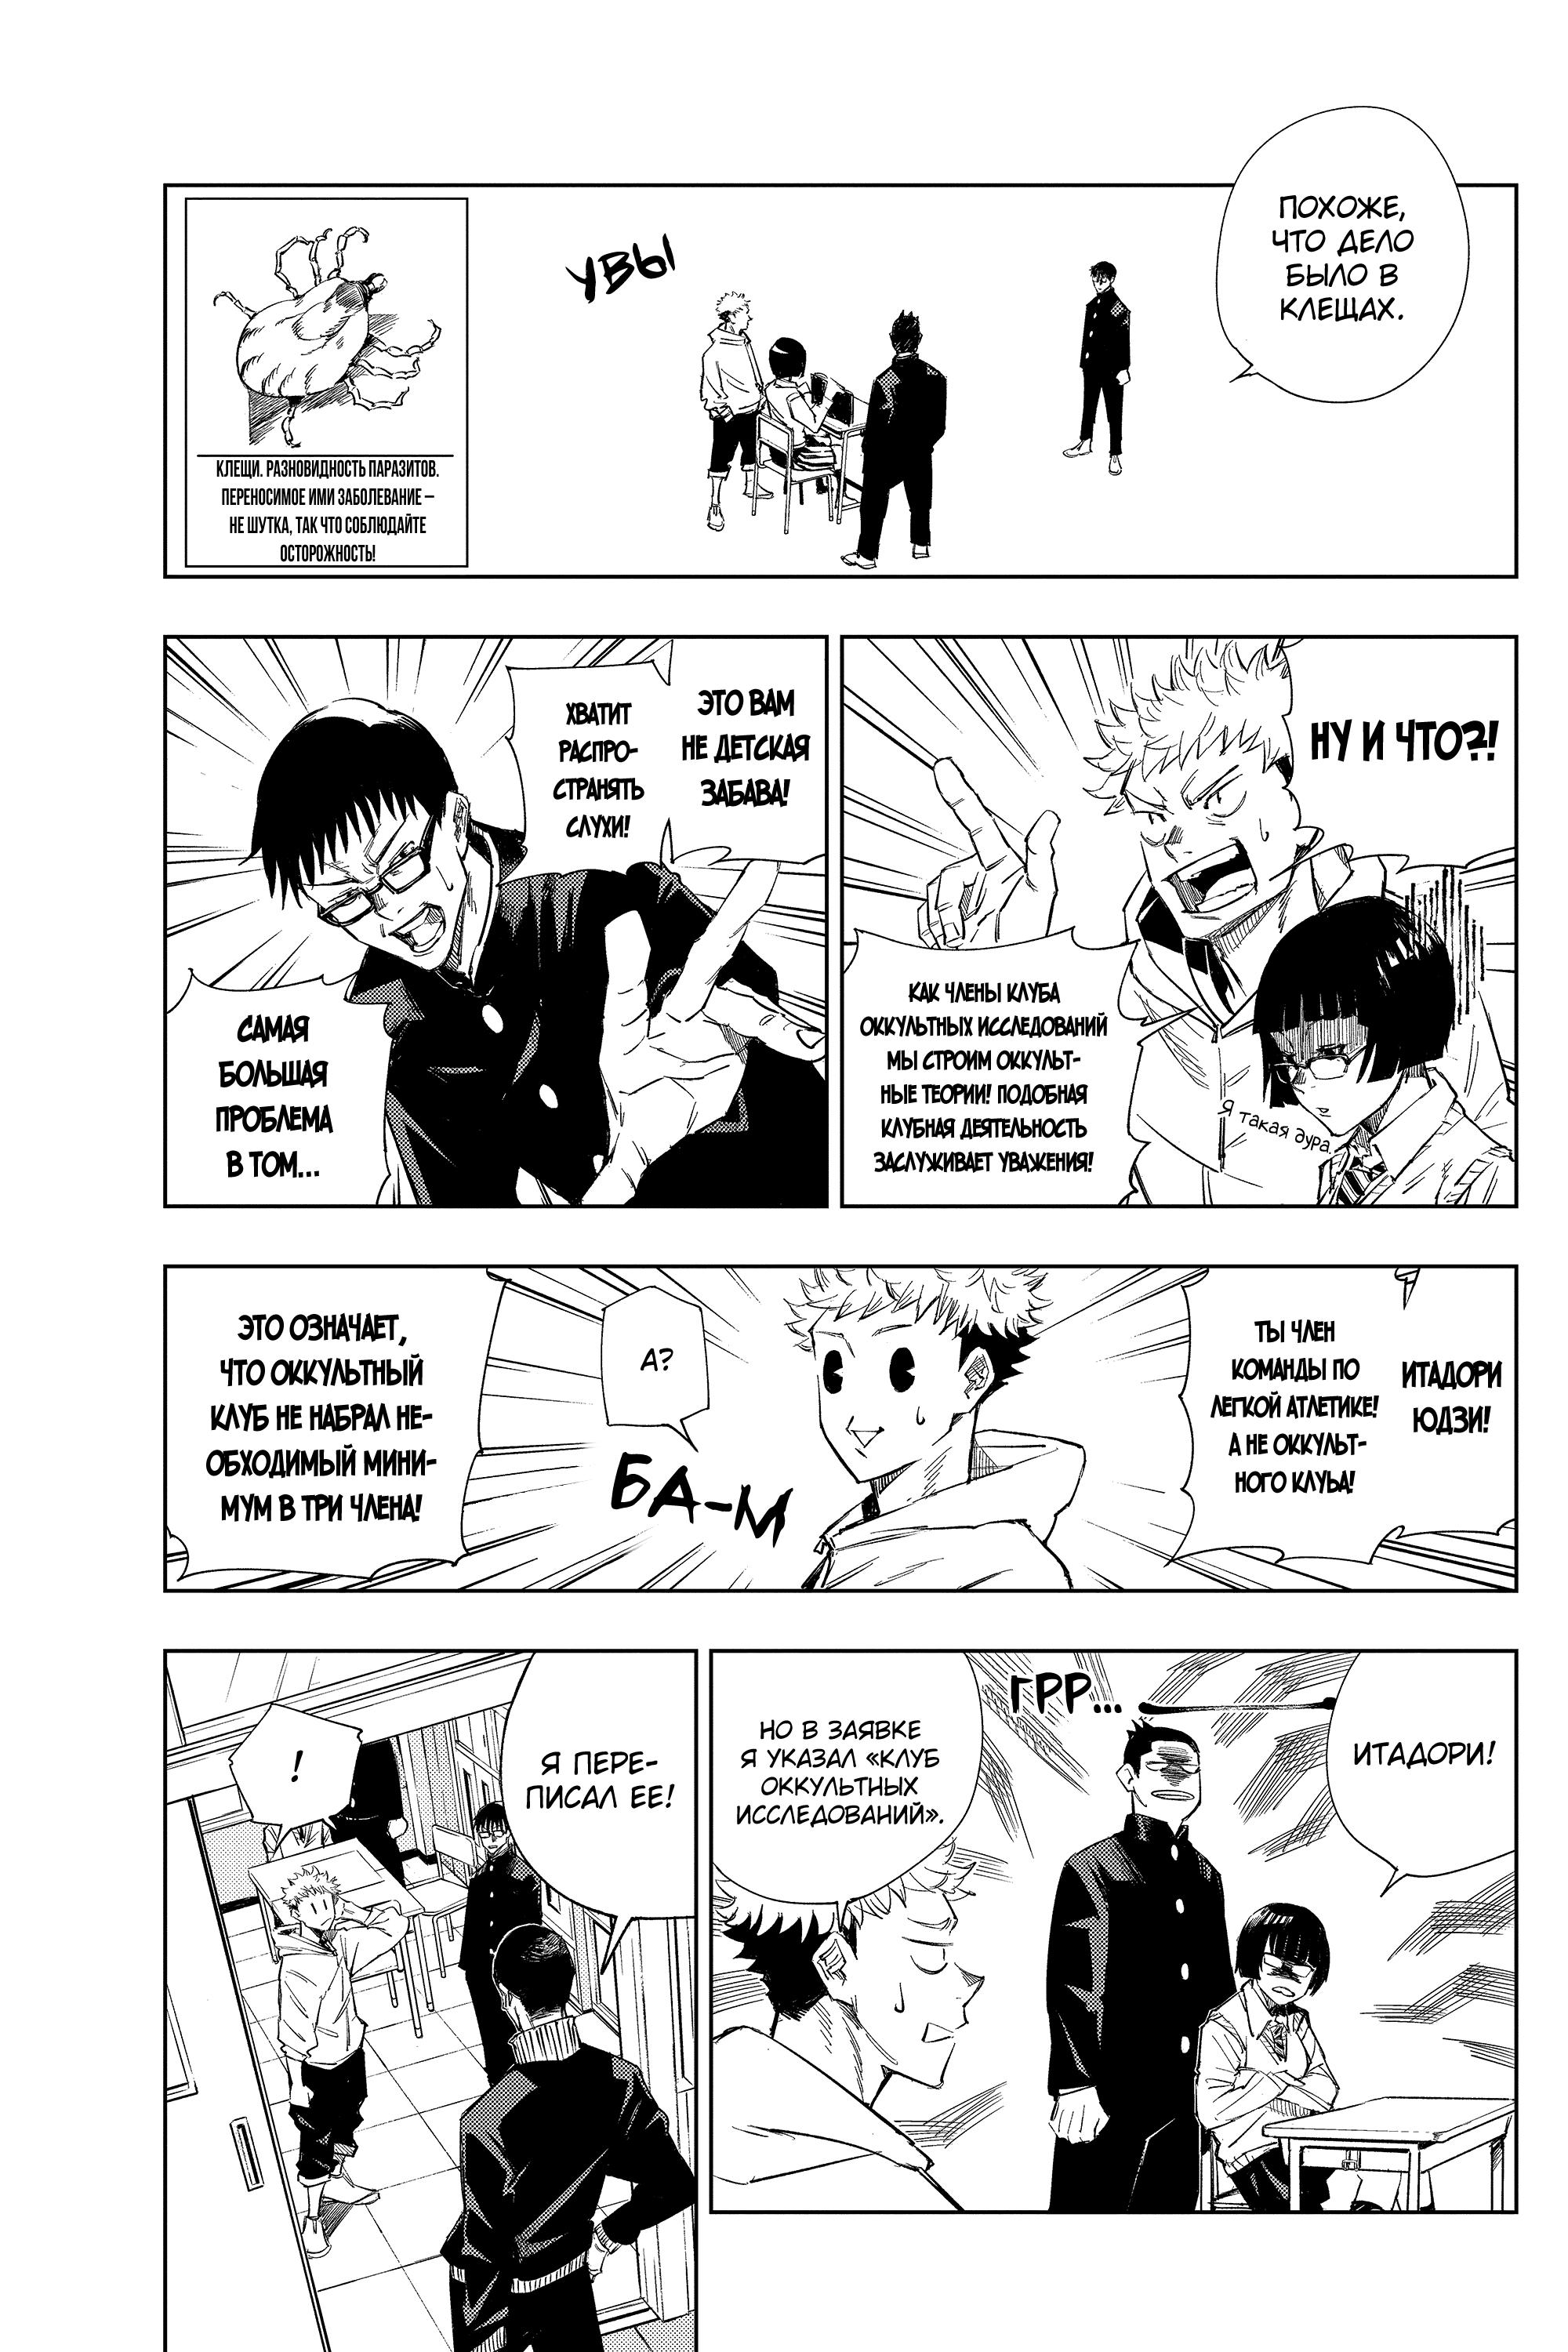 ПОХОЖЕ,
ЧТО ДЕЛО
БЫЛО В
КЛЕЩАХ.
УВЫ
КЛЕЩИ. РАЗНОВИДНОСТЬ ПАРАЗИТОВ.
ПЕРЕНОСИМОЕ ИМИ ЗАБОЛЕВАНИЕ –
НЕ ШУТКА, ТАК ЧТО СОБЛЮДАЙТЕ
ОСТОРОЖНОСТЬ!
НУ И ЧТО?!
КАК ЧЛЕНЫ КЛУБА
ОККУЛЬТНЫХ ИССЛЕДОВАНИЙ
МЫ СТРОИМ ОККУЛЬТ-
НЫЕ ТЕОРИИ! ПОДОБНАЯ
КЛУБНАЯ ДЕЯТЕЛЬНОСТЬ
ЗАСЛУЖИВАЕТ УВАЖЕНИЯ!
Я такая дура.
ЭТО ВАМ
НЕ ДЕТСКАЯ
ЗАБАВА!
ХВАТИТ
РАСПРО-
СТРАНЯТЬ
СЛУХИ!
САМАЯ
БОЛЬШАЯ
ПРОБЛЕМА
В ТОМ...
ИТАДОРИ
ЮДЗИ!
ТЫ ЧЛЕН
КОМАНДЫ ПО
ЛЕГКОЙ АТЛЕТИКЕ!
А НЕ ОККУЛЬТ-
НОГО КЛУЬА!
А?
БА-М
ЭТО ОЗНАЧАЕТ,
ЧТО ОККУЛЬТНЫЙ
КЛУБ НЕ НАБРАЛ НЕ-
ОБХОДИМЫЙ МИНИ-
МУМ В ТРИ ЧЛЕНА!
ИТАДОРИ!
ГРР...
НО В ЗАЯВКЕ
Я УКАЗАЛ «КЛУБ
ОККУЛЬТНЫХ
ИССЛЕДОВАНИЙ».
Я ПЕРЕ-
ПИСАЛ ЕЕ!
!